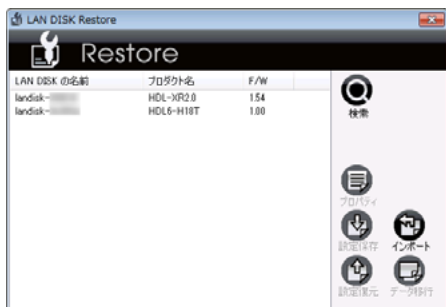 LAN DISK Restore
Restore
LAN DISK の名前 プロダクト名 F/W
landisk- HDL-XR2.0 1.54
landisk- HDL6-H18T 1.00
検索
プロパティ
設定保存 インポート
設定復元 データ移行